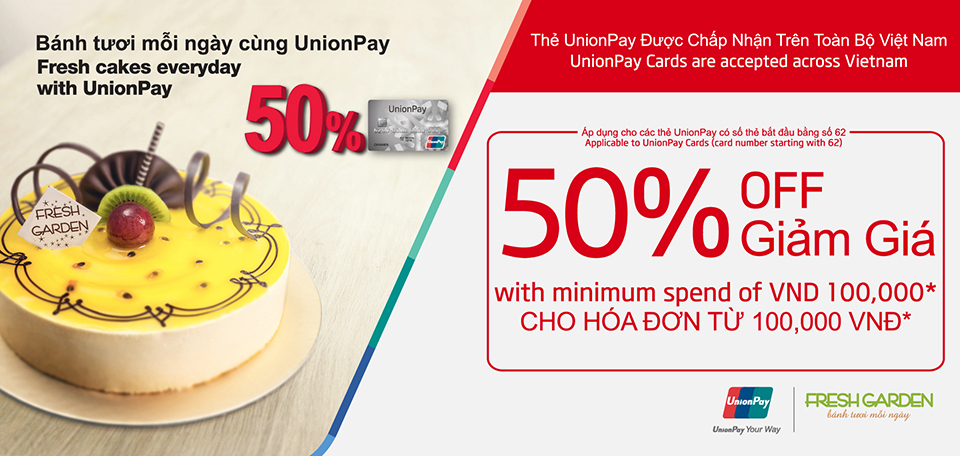 Bánh tươi mỗi ngày cùng UnionPay
Fresh cakes everyday
with UnionPay
50%
UnionPay
UnionPay
FRESH
GARDEN
Thẻ UnionPay Được Chấp Nhận Trên Toàn Bộ Việt Nam
UnionPay Cards are accepted across Vietnam
Áp dụng cho các thẻ UnionPay có số thẻ bắt đầu bằng số 62
Applicable to UnionPay Cards (card number starting with 62)
50% OFF
Giảm Giá
with minimum spend of VND 100,000*
CHO HÓA ĐƠN TỪ 100,000 VNĐ*
UnionPay
UnionPay Your Way
FRESH GARDEN
bánh tươi mỗi ngày